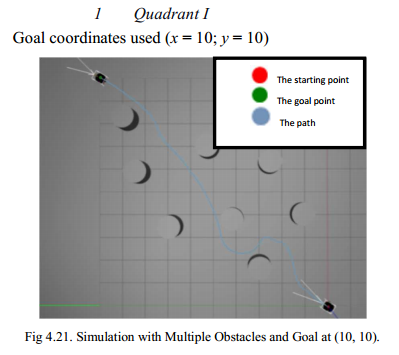 1 Quadrant I
Goal coordinates used (x = 10; y = 10)
The starting point
The goal point
The path
Fig 4.21. Simulation with Multiple Obstacles and Goal at (10, 10).